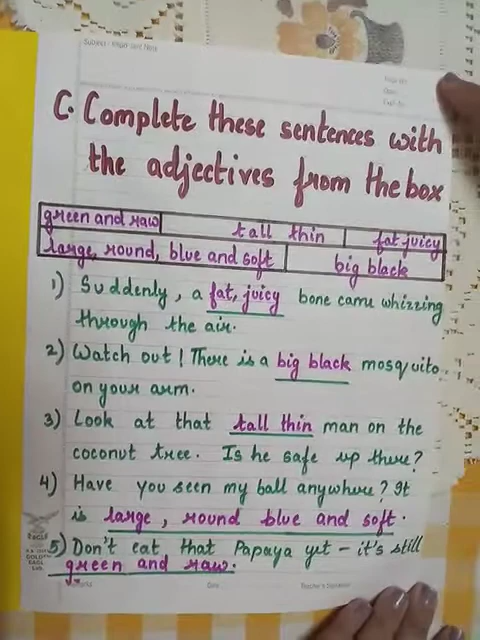 Subject / Important Note
C. Complete these sentences with
the adjectives from the box
green and raw tall thin fat juicy
large, round, blue and soft big black
1) Suddenly, a fat, juicy bone came whizzing
through the air.
2) Watch out! There is a big black mosquito
on your arm.
3) Look at that tall thin man on the
coconut tree. Is he safe up there?
4) Have you seen my ball anywhere? It
is large, round blue and soft.
5) Don't eat that Papaya yet – it's still
green and raw.
EAGLE